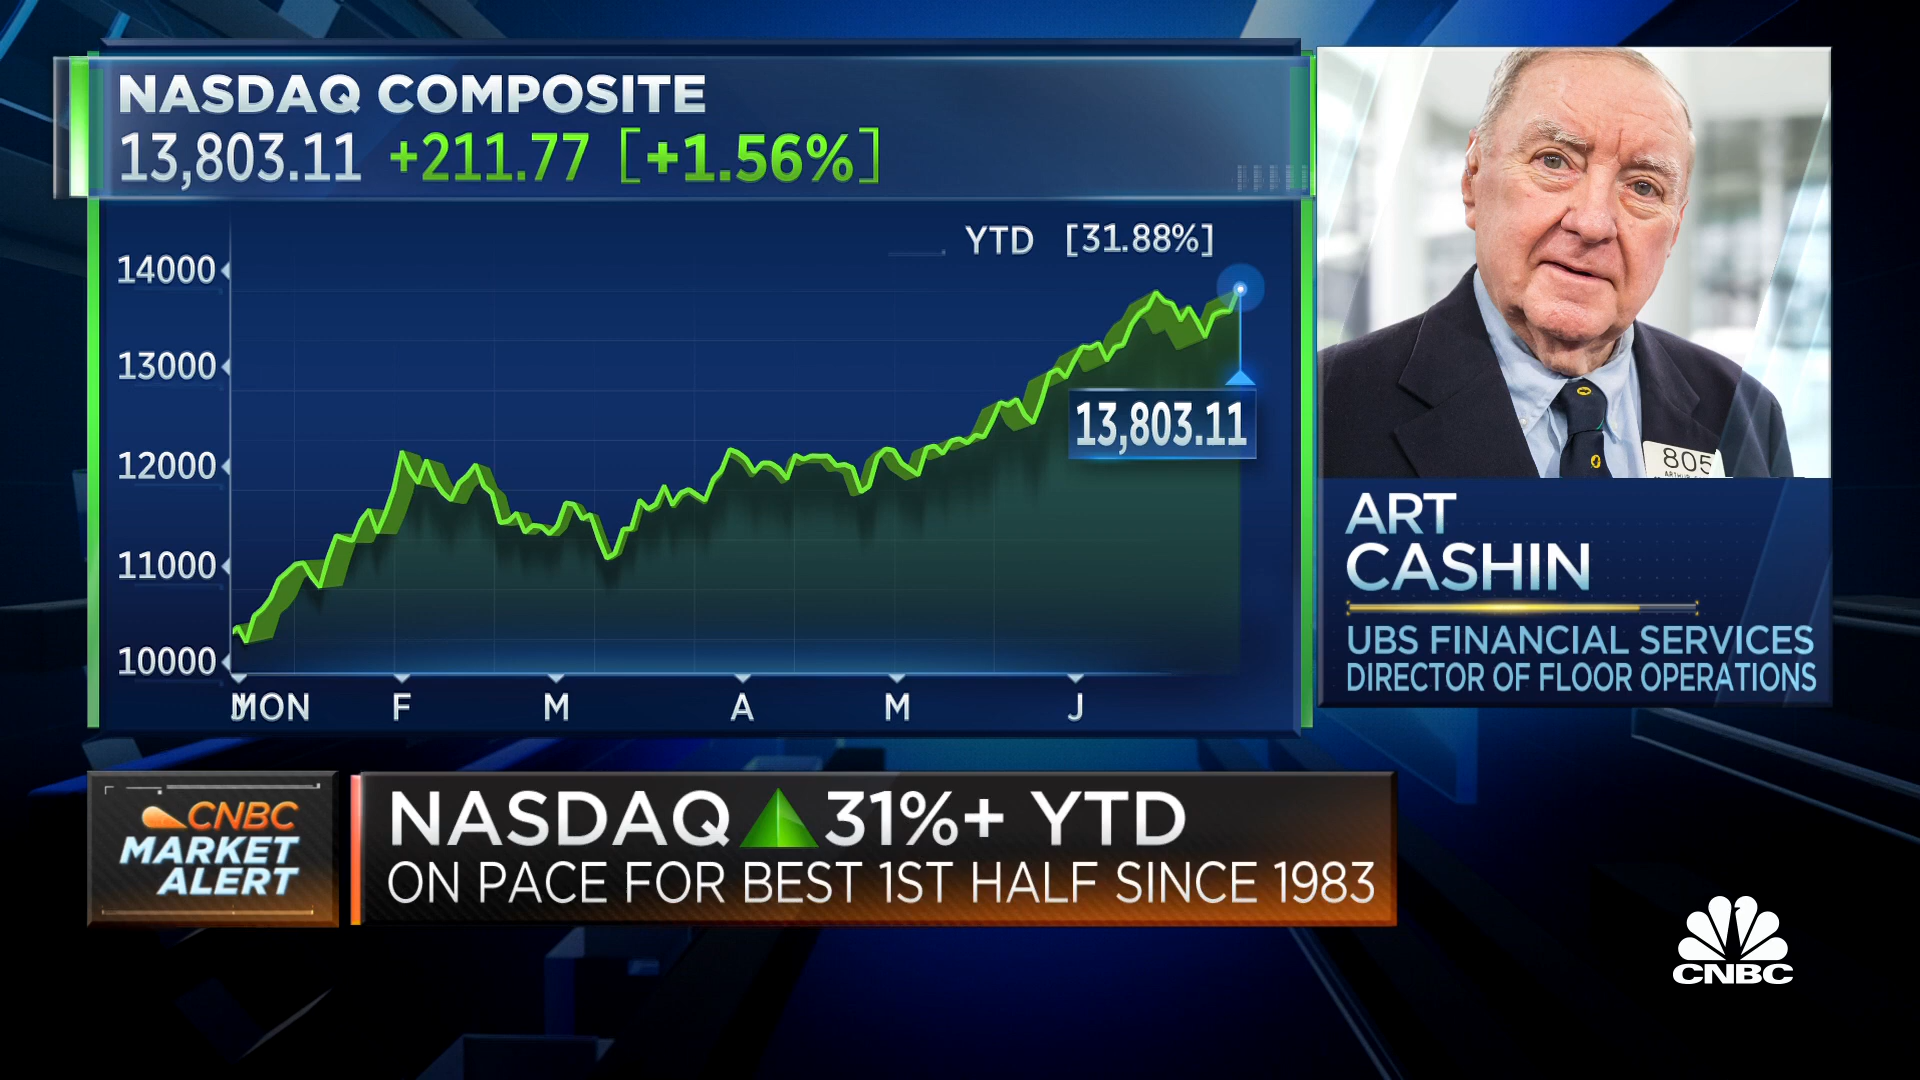 NASDAQ COMPOSITE
13,803.11 +211.77 [+1.56%]
YTD [31.88%]
14000
13000
12000
11000
10000
13,803.11
MON F M A M J
805
ART
CASHIN
UBS FINANCIAL SERVICES
DIRECTOR OF FLOOR OPERATIONS
CNBC
MARKET
ALERT
NASDAQ ▲ 31%+ YTD
ON PACE FOR BEST 1ST HALF SINCE 1983
CNBC